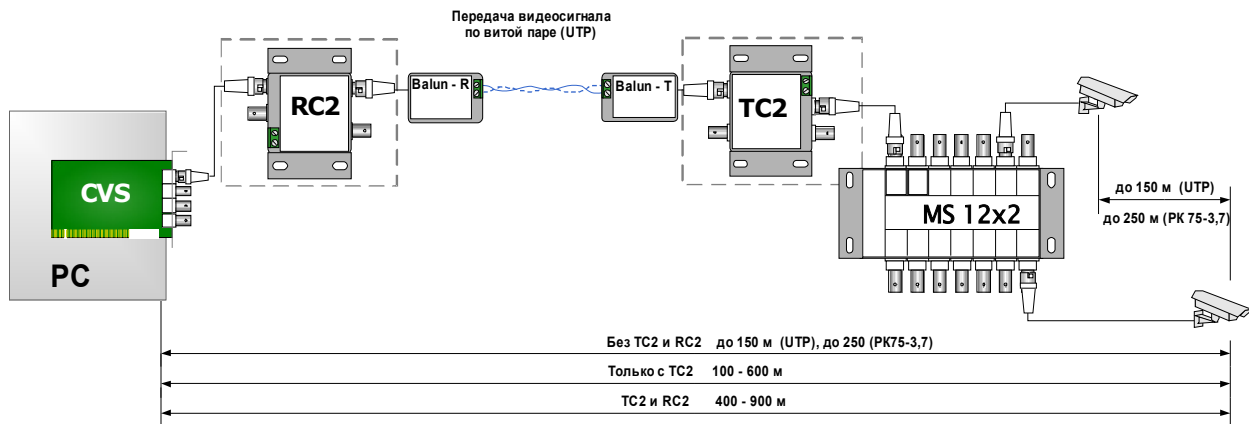 Передача видеосигнала
по витой паре (UTP)
RC2
Balun - R
Balun - T
TC2
CVS
PC
MS 12x2
до 150 м (UTP)
до 250 м (РК 75-3,7)
Без TC2 и RC2 до 150 м (UTP), до 250 (РК75-3,7)
Только с TC2 100 - 600 м
TC2 и RC2 400 - 900 м